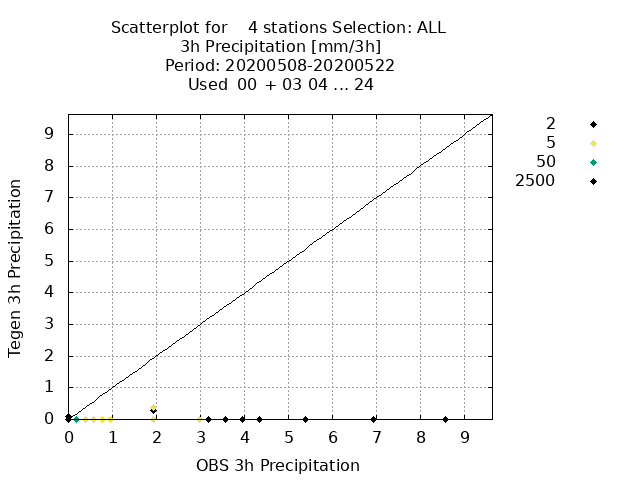 Scatterplot for    4 stations Selection: ALL
3h Precipitation [mm/3h]
Period: 20200508-20200522
Used  00  + 03 04 ... 24
2
5
50
2500
Tegen 3h Precipitation
9
8
7
6
5
4
3
2
1
0
0 1 2 3 4 5 6 7 8 9
OBS 3h Precipitation